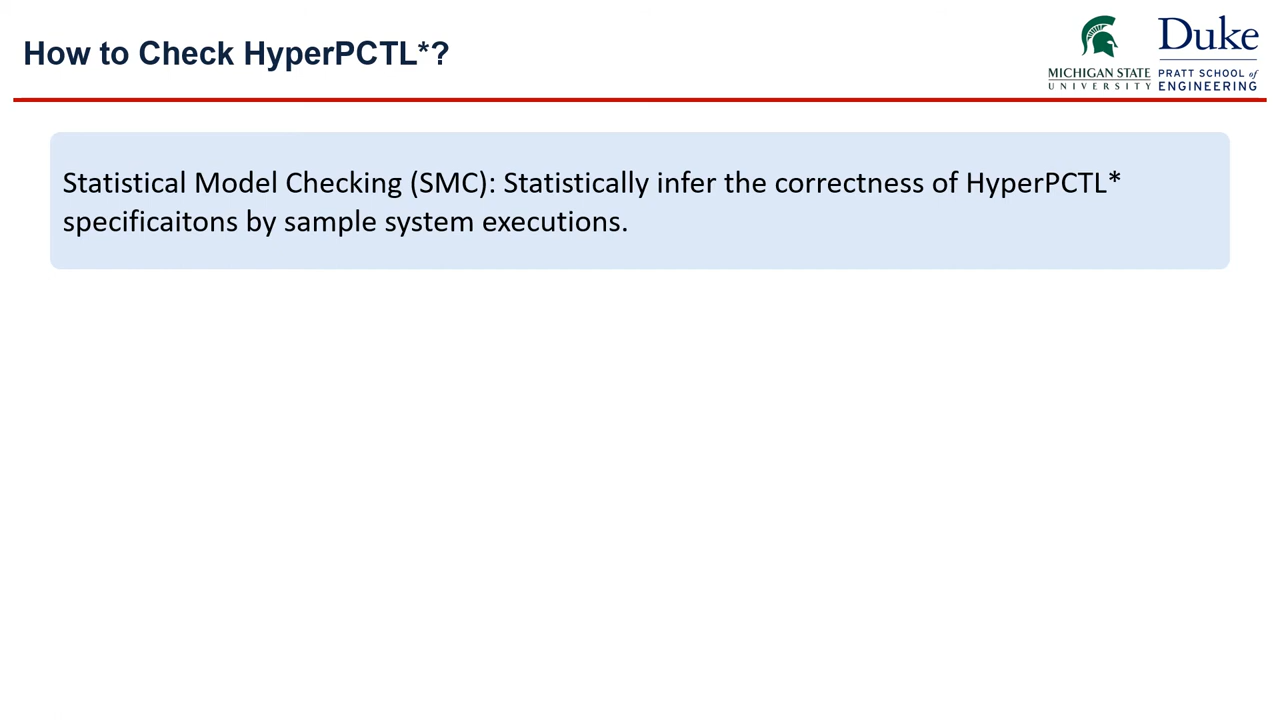 How to Check HyperPCTL*?
MICHIGAN STATE
UNIVERSITY
Duke
PRATT SCHOOL of
ENGINEERING
Statistical Model Checking (SMC): Statistically infer the correctness of HyperPCTL*
specificaitons by sample system executions.